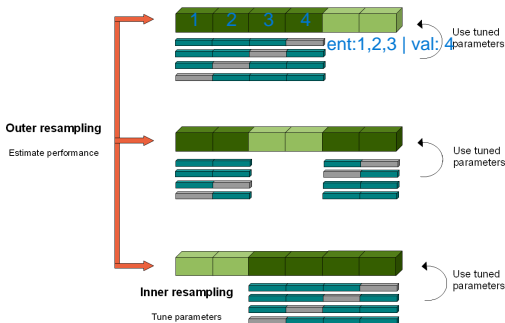 1 2 3 4
Use tuned
parameters
ent:1,2,3 | val: 4
Outer resampling
Estimate performance
Use tuned
parameters
Use tuned
parameters
Inner resampling
Tune parameters